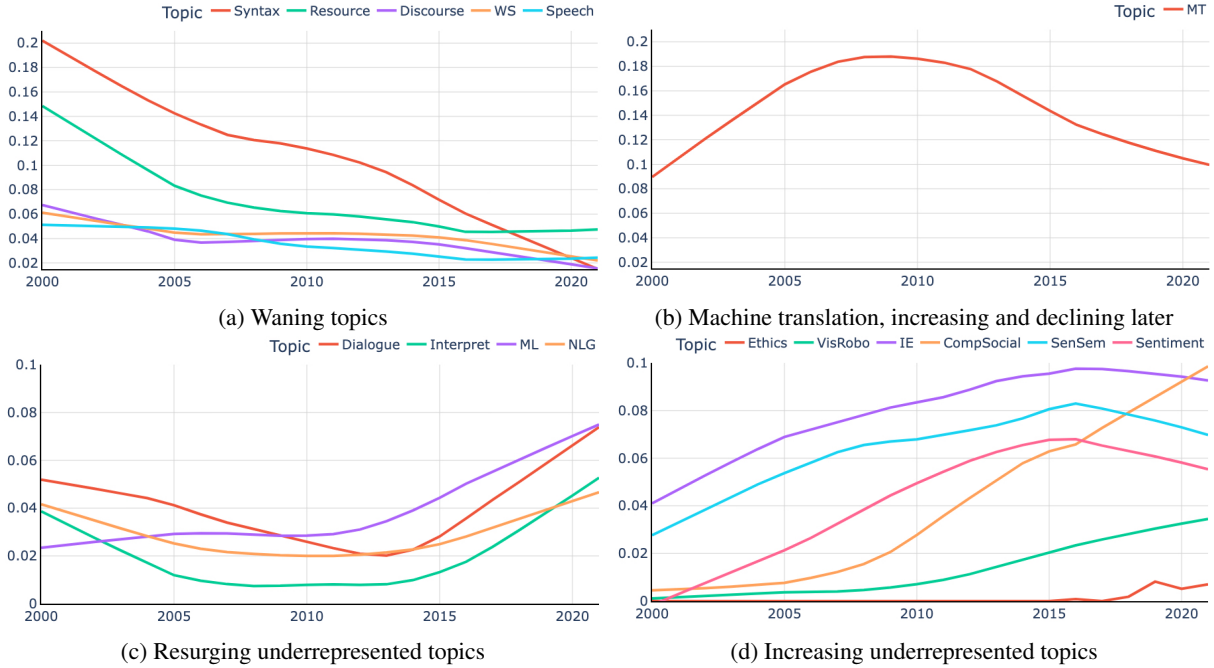 Topic Syntax Resource Discourse WS Speech
0.2
0.18
0.16
0.14
0.12
0.1
0.08
0.06
0.04
0.02
2000 2005 2010 2015 2020
(a) Waning topics
Topic MT
0.2
0.18
0.16
0.14
0.12
0.1
0.08
0.06
0.04
0.02
2000 2005 2010 2015 2020
(b) Machine translation, increasing and declining later
Topic Dialogue Interpret ML NLG
0.1
0.08
0.06
0.04
0.02
0
2000 2005 2010 2015 2020
(c) Resurging underrepresented topics
Topic Ethics VisRobo IE CompSocial SenSem Sentiment
0.1
0.08
0.06
0.04
0.02
0
2000 2005 2010 2015 2020
(d) Increasing underrepresented topics